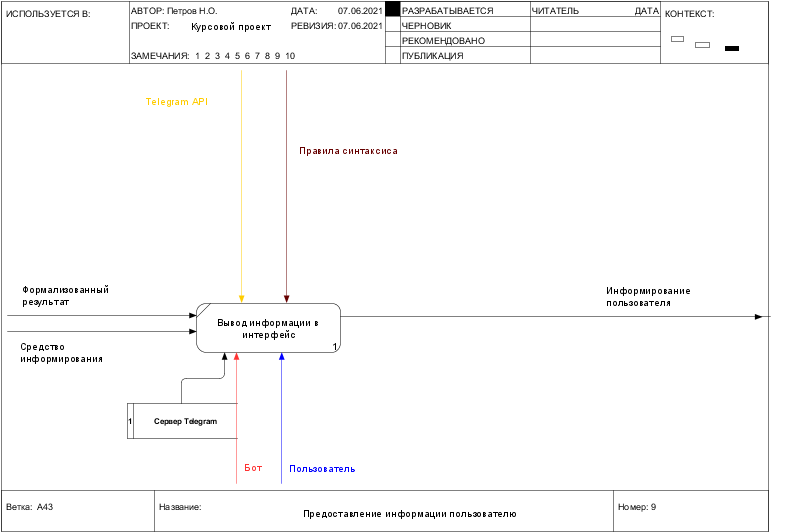 ИСПОЛЬЗУЕТСЯ В:
АВТОР: Петров Н.О.
ДАТА: 07.06.2021
ПРОЕКТ: Курсовой проект
РЕВИЗИЯ: 07.06.2021
ЗАМЕЧАНИЯ: 1 2 3 4 5 6 7 8 9 10
РАЗРАБАТЫВАЕТСЯ
ЧЕРНОВИК
РЕКОМЕНДОВАНО
ПУБЛИКАЦИЯ
ЧИТАТЕЛЬ
ДАТА
КОНТЕКСТ:
Telegram API
Правила синтаксиса
Формализованный
результат
Информирование
пользователя
Вывод информации в
интерфейс
1
Средство
информирования
1
Сервер Telegram
Бот
Пользователь
Ветка: A43
Название:
Предоставление информации пользователю
Номер: 9